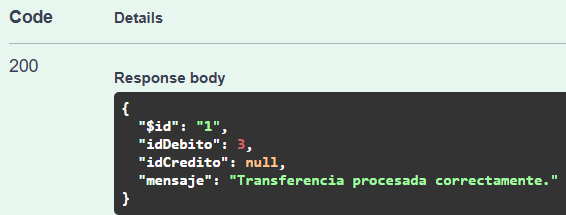 Code Details
200
Response body
{
"$id": "1",
"idDebito": 3,
"idCredito": null,
"mensaje": "Transferencia procesada correctamente."
}